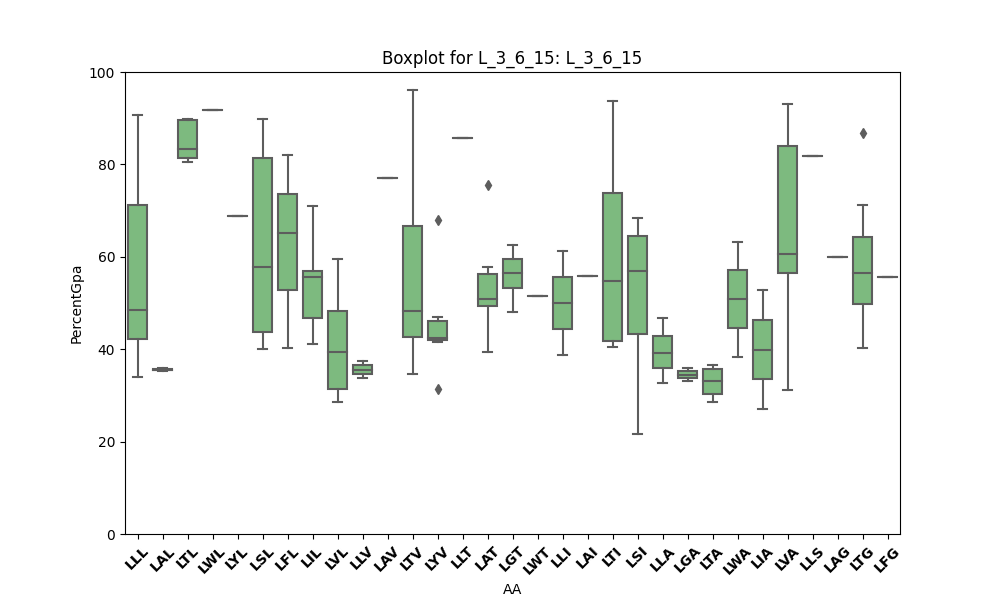 Boxplot for L_3_6_15: L_3_6_15
100
80
60
40
20
0
PercentGpa
LLL LAL LTL LWL LYL LSL LFL LIL LVL LLV LAV LTV LYV LLT LAT LGT LWT LLI LAI LTI LSI LLA LGA LTA LWA LIA LVA LLS LAG LTG LFG
AA